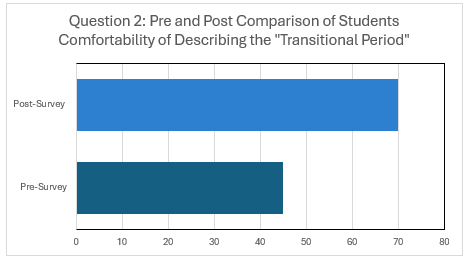 Question 2: Pre and Post Comparison of Students
Comfortability of Describing the "Transitional Period"
Post-Survey
Pre-Survey
0 10 20 30 40 50 60 70 80